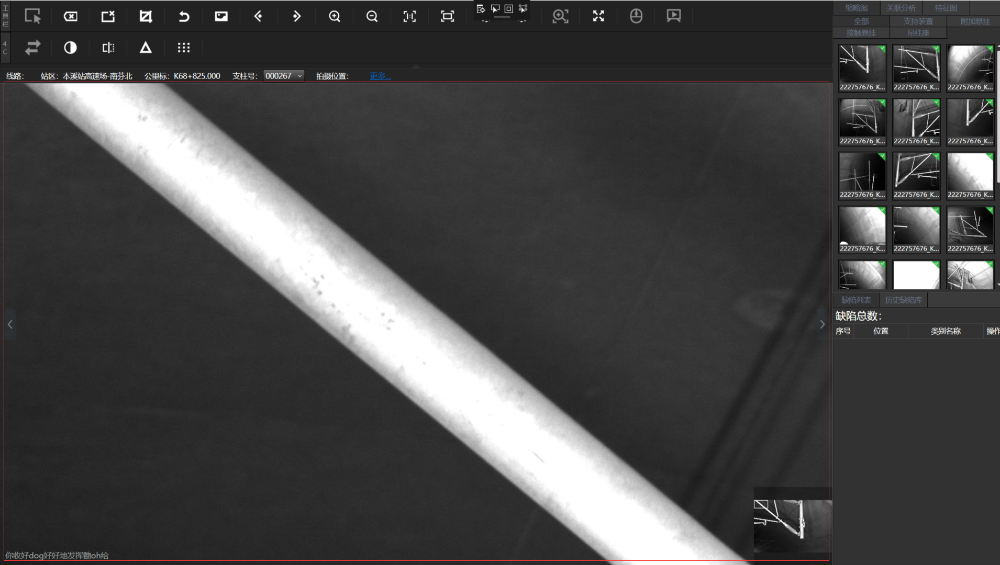 工具栏
4C
线路： 站区：本溪站高速场-南芬北 公里标：K68+825.000 支柱号： 000267 拍摄位置： 更多...
缩略图 关联分析 特征图
全部 支持装置 附加悬挂
接触悬挂 吊柱座
222757676_K... 222757676_K... 222757676_K...
222757676_K... 222757676_K... 222757676_K...
222757676_K... 222757676_K... 222757676_K...
222757676_K... 222757676_K... 222757676_K...
缺陷列表 历史缺陷库
缺陷总数：
序号 位置 类别名称 操作
你收好dog好好地发挥覅oh给